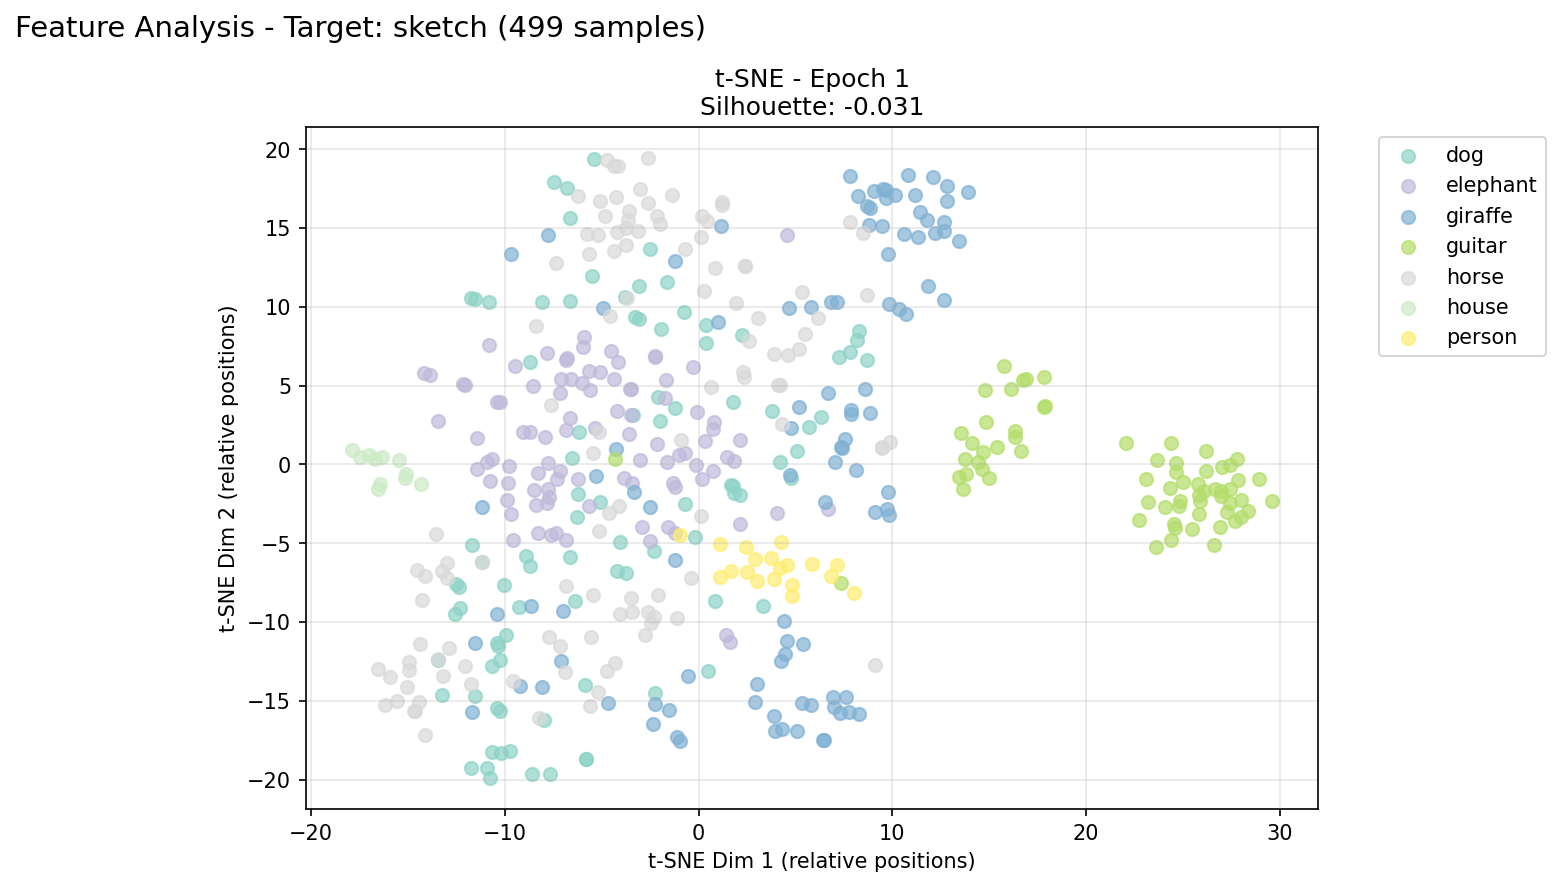 Feature Analysis - Target: sketch (499 samples)
t-SNE - Epoch 1
Silhouette: -0.031
20
15
10
5
0
−5
−10
−15
−20
t-SNE Dim 2 (relative positions)
−20
−10
0
10
20
30
t-SNE Dim 1 (relative positions)
dog
elephant
giraffe
guitar
horse
house
person